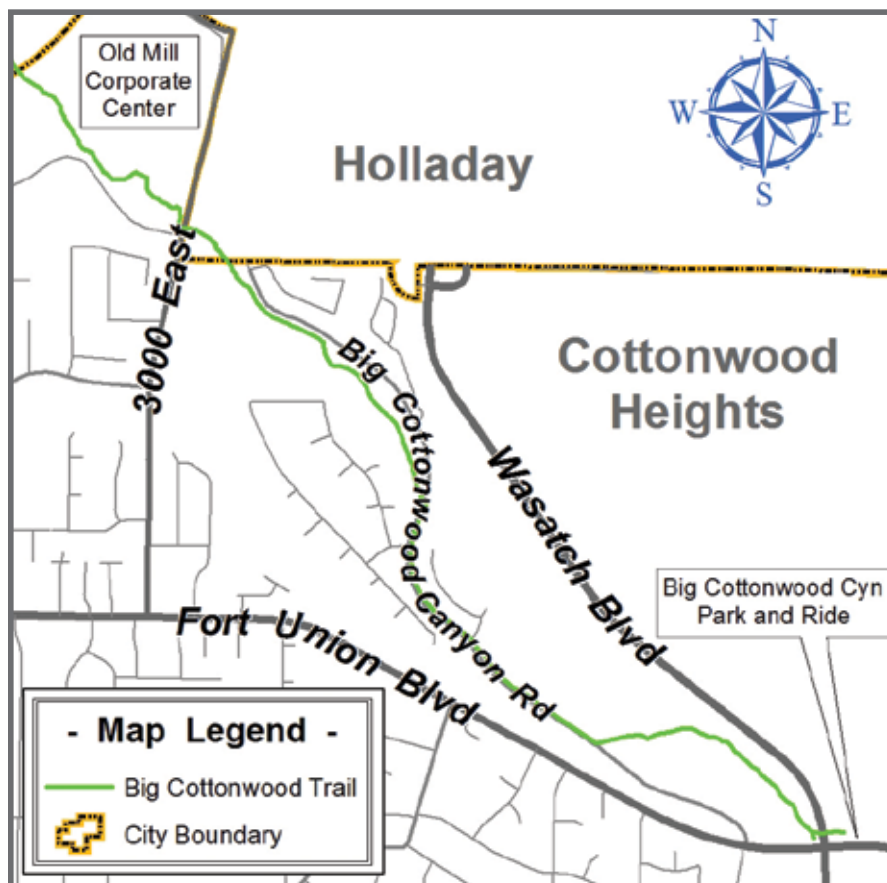 Old Mill
Corporate
Center
N
W
E
S
Holladay
3000 East
Big Cottonwood Canyon Rd
Cottonwood
Heights
Wasatch Blvd
Big Cottonwood Cyn
Park and Ride
Fort Union Blvd
- Map Legend -
Big Cottonwood Trail
City Boundary